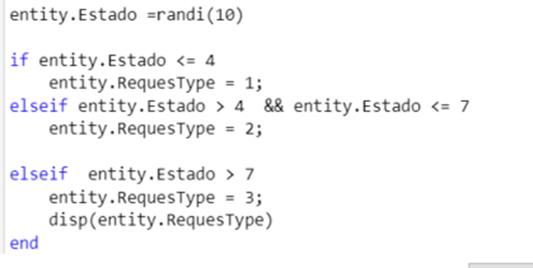 entity.Estado =randi(10)
if entity.Estado <= 4
    entity.RequesType = 1;
elseif entity.Estado > 4  && entity.Estado <= 7
    entity.RequesType = 2;
elseif  entity.Estado > 7
    entity.RequesType = 3;
    disp(entity.RequesType)
end